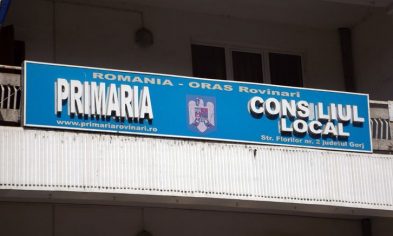 ROMANIA - ORAS Rovinari
PRIMARIA
www.primariarovinari.ro
CONSILIUL
LOCAL
Str. Florilor nr. 2 judetul Gorj